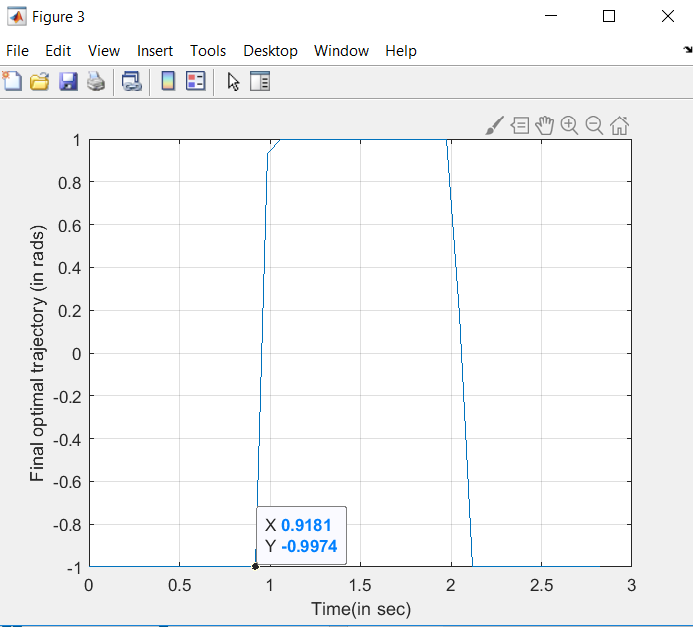 Figure 3
File Edit View Insert Tools Desktop Window Help
1
0.8
0.6
0.4
0.2
0
-0.2
-0.4
-0.6
-0.8
-1
Final optimal trajectory (in rads)
X 0.9181
Y -0.9974
0 0.5 1 1.5 2 2.5 3
Time(in sec)